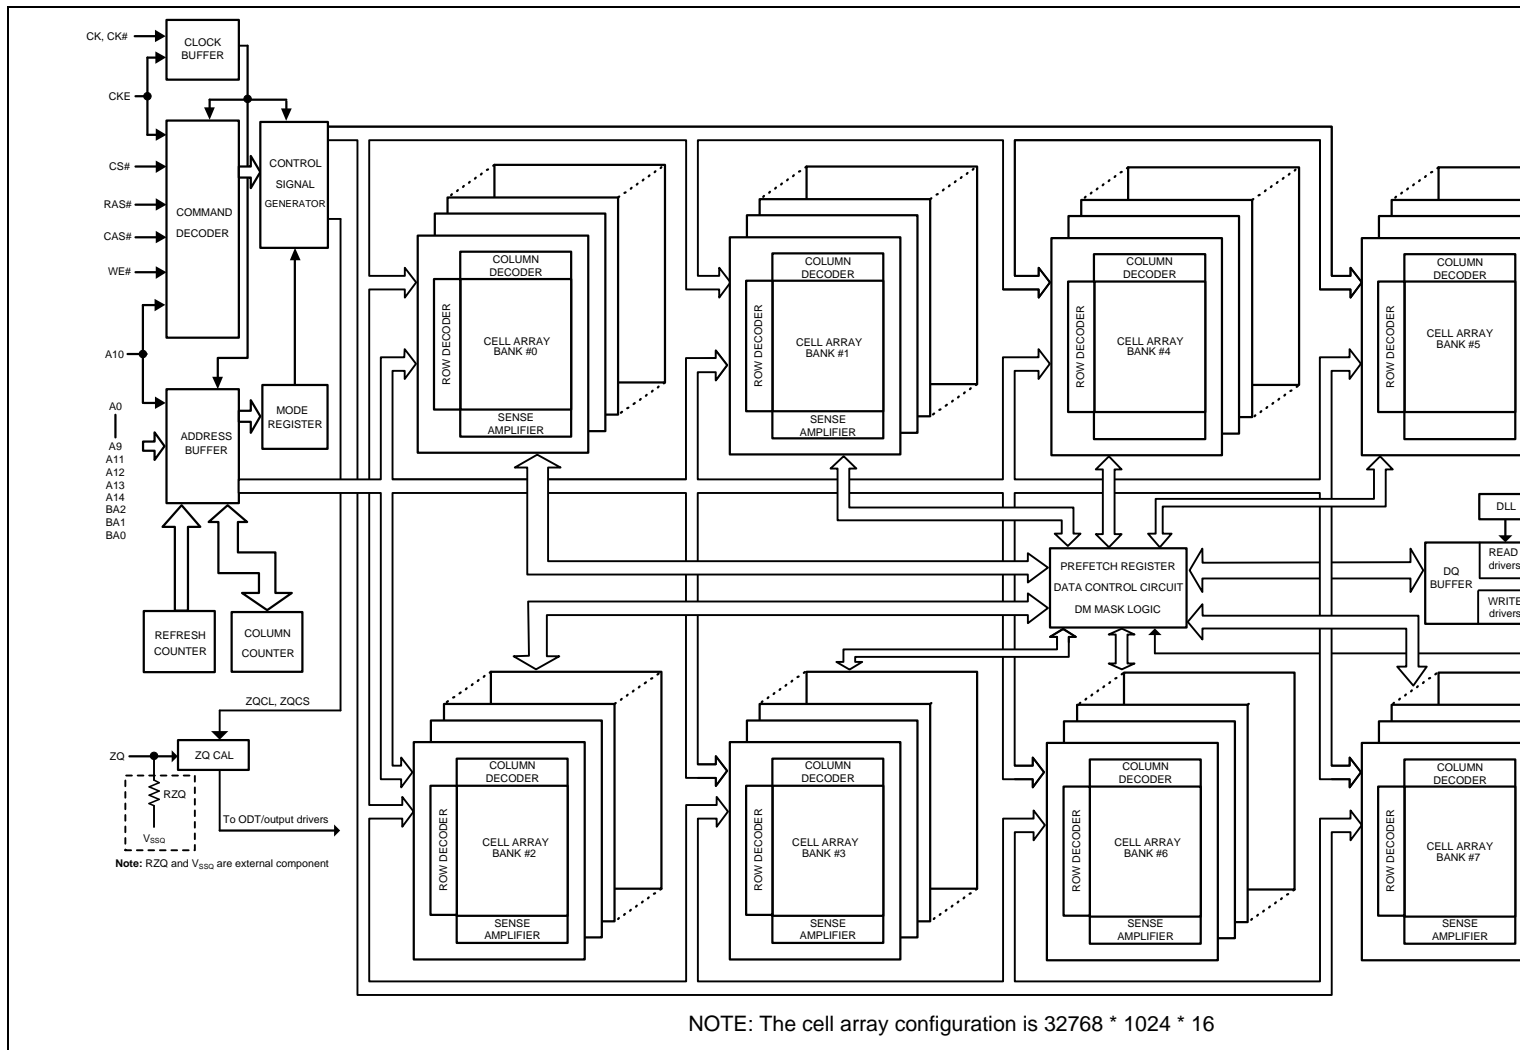 CK, CK#
CLOCK
BUFFER
CKE
CS#
RAS#
CAS#
WE#
COMMAND
DECODER
CONTROL
SIGNAL
GENERATOR
A10
A0
A9
A11
A12
A13
A14
BA2
BA1
BA0
ADDRESS
BUFFER
MODE
REGISTER
REFRESH
COUNTER
COLUMN
COUNTER
ZQCL, ZQCS
ZQ
ZQ CAL
RZQ
VSSQ
To ODT/output drivers
Note: RZQ and VSSQ are external component
COLUMN
DECODER
ROW DECODER
CELL ARRAY
BANK #0
SENSE
AMPLIFIER
COLUMN
DECODER
ROW DECODER
CELL ARRAY
BANK #1
SENSE
AMPLIFIER
COLUMN
DECODER
ROW DECODER
CELL ARRAY
BANK #4
COLUMN
DECODER
ROW DECODER
CELL ARRAY
BANK #5
PREFETCH REGISTER
DATA CONTROL CIRCUIT
DM MASK LOGIC
DLL
DQ
BUFFER
READ
drivers
WRITE
drivers
COLUMN
DECODER
ROW DECODER
CELL ARRAY
BANK #2
SENSE
AMPLIFIER
COLUMN
DECODER
ROW DECODER
CELL ARRAY
BANK #3
SENSE
AMPLIFIER
COLUMN
DECODER
ROW DECODER
CELL ARRAY
BANK #6
SENSE
AMPLIFIER
COLUMN
DECODER
ROW DECODER
CELL ARRAY
BANK #7
SENSE
AMPLIFIER
NOTE: The cell array configuration is 32768 * 1024 * 16